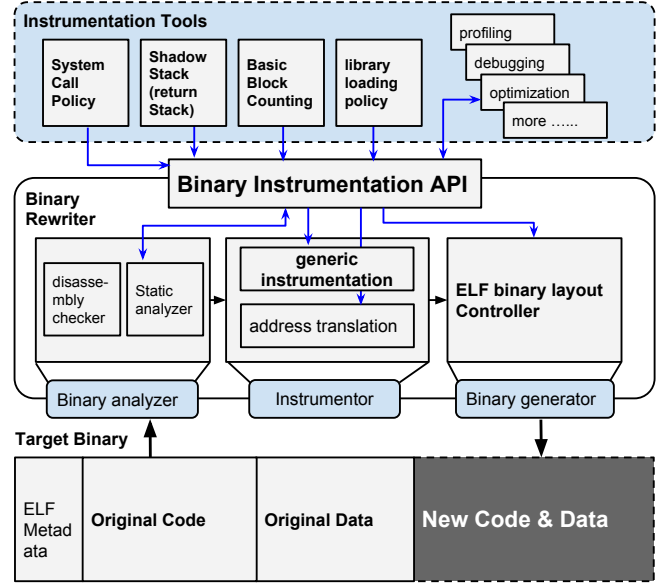 Instrumentation Tools
System
Call
Policy
Shadow
Stack
(return
Stack)
Basic
Block
Counting
library
loading
policy
profiling
debugging
optimization
more …...
Binary Instrumentation API
Binary
Rewriter
disasse-
mbly
checker
Static
analyzer
generic
instrumentation
address translation
ELF binary layout
Controller
Binary analyzer
Instrumentor
Binary generator
Target Binary
ELF
Metad
ata
Original Code
Original Data
New Code & Data